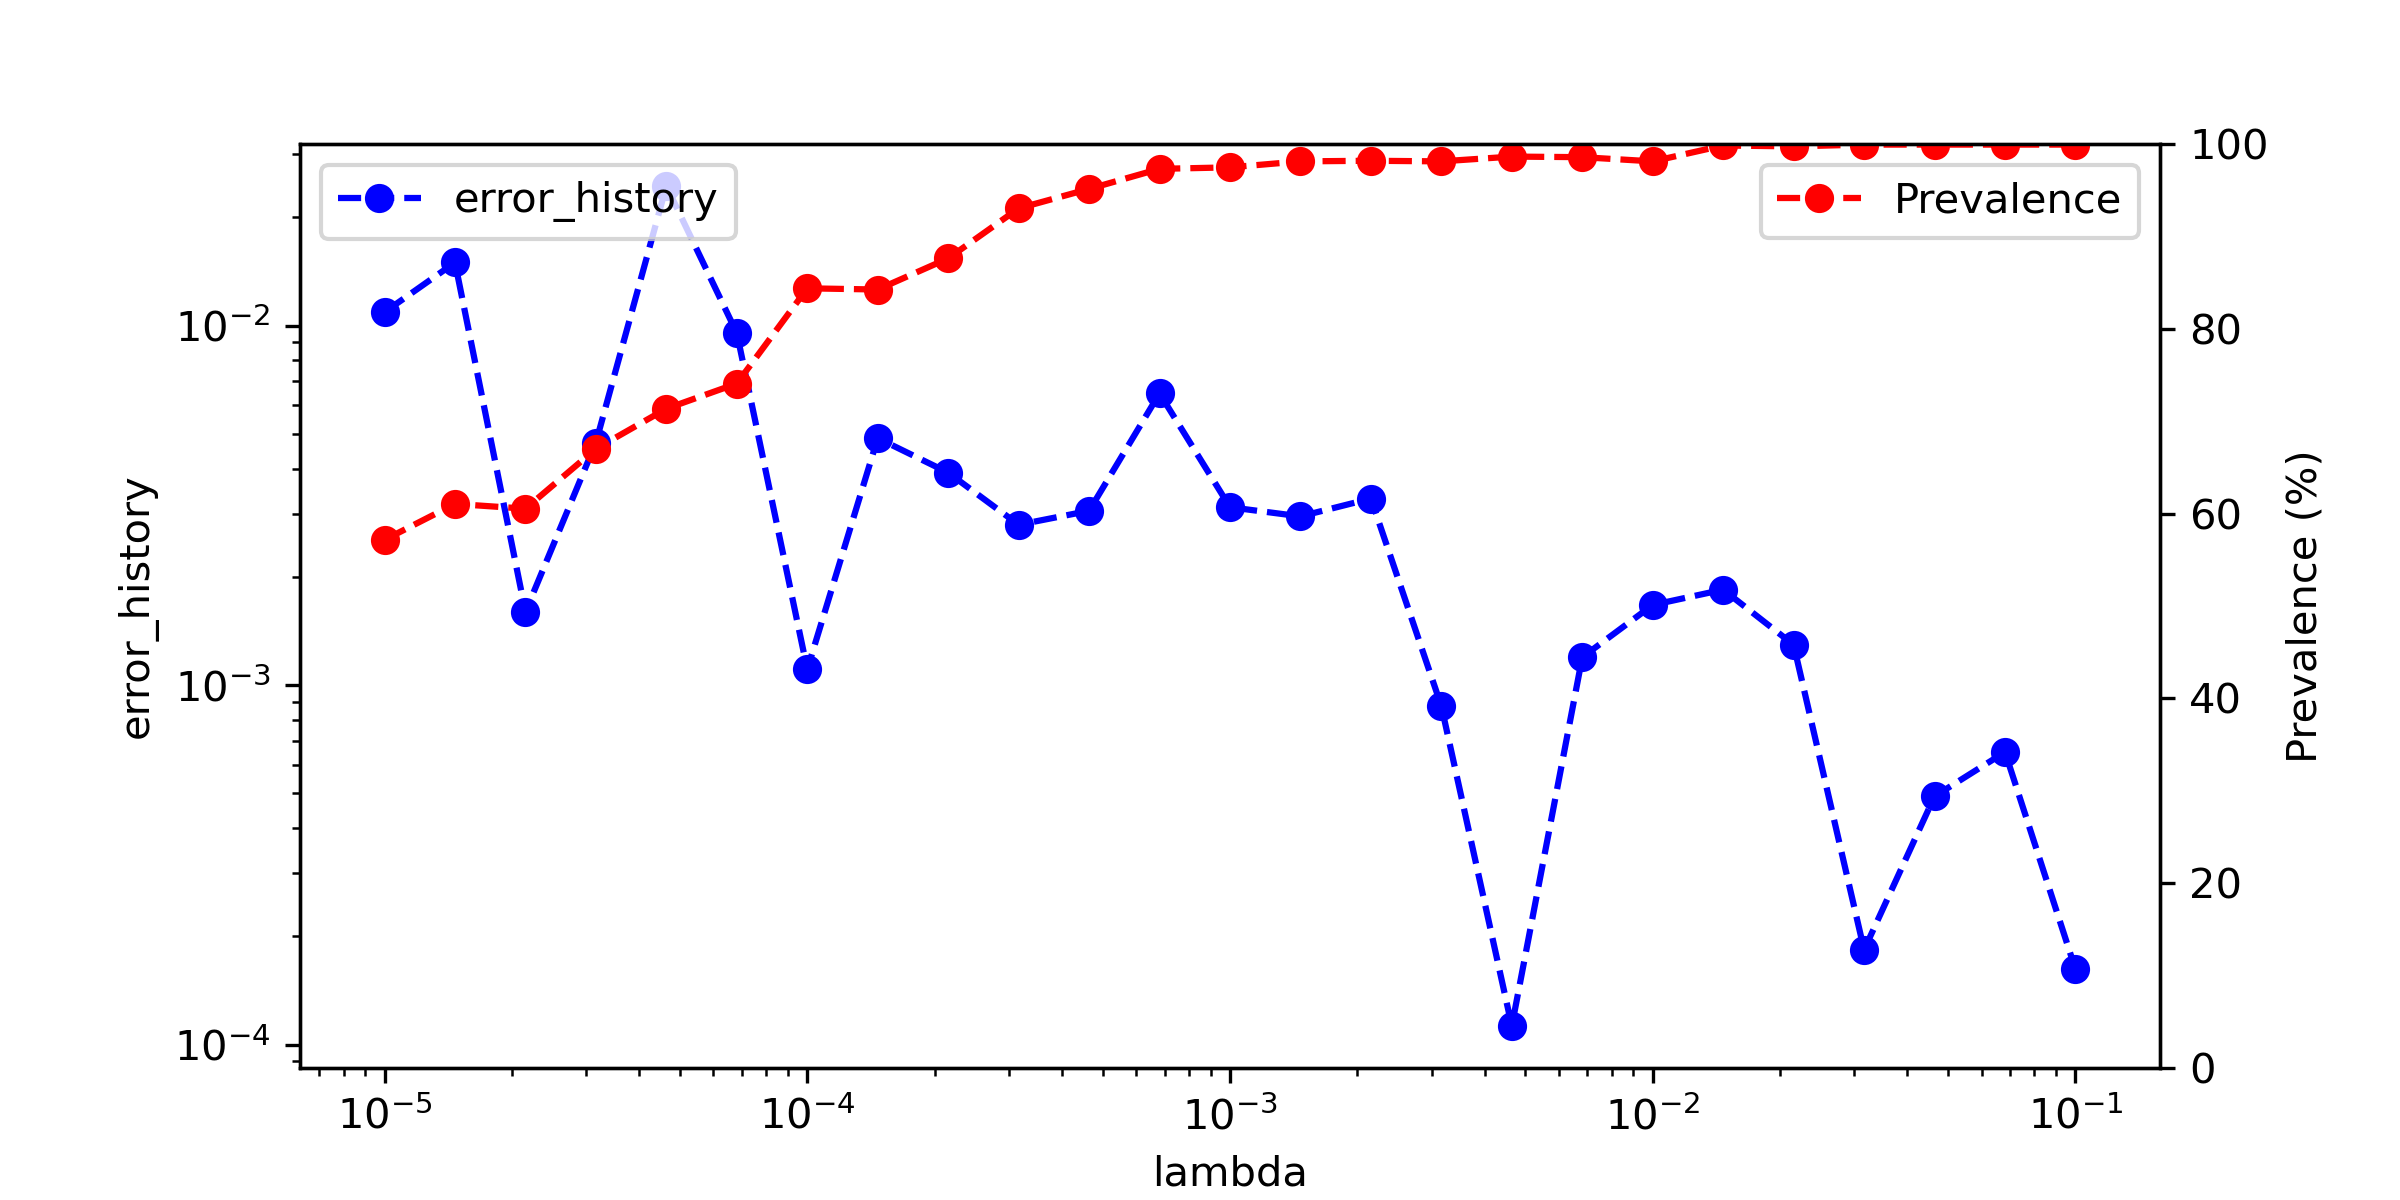 error_history
Prevalence
10⁻²
10⁻³
10⁻⁴
error_history
100
80
60
40
20
0
Prevalence (%)
10⁻⁵
10⁻⁴
10⁻³
10⁻²
10⁻¹
lambda